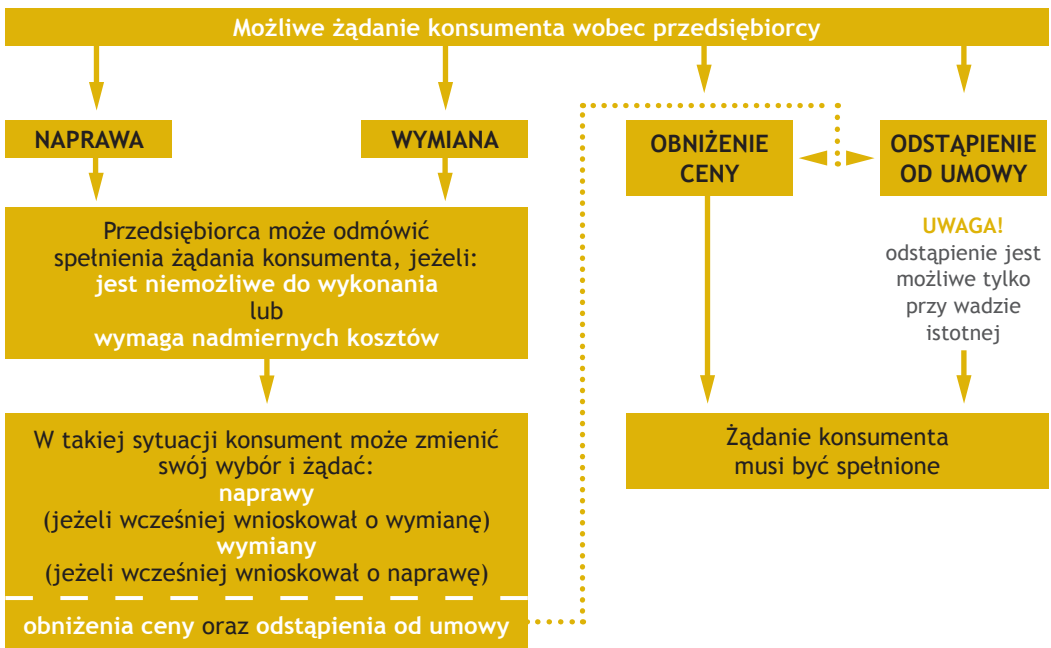 Możliwe żądanie konsumenta wobec przedsiębiorcy
NAPRAWA
WYMIANA
OBNIŻENIE
CENY
ODSTĄPIENIE
OD UMOWY
Przedsiębiorca może odmówić
spełnienia żądania konsumenta, jeżeli:
jest niemożliwe do wykonania
lub
wymaga nadmiernych kosztów
UWAGA!
odstąpienie jest
możliwe tylko
przy wadzie
istotnej
W takiej sytuacji konsument może zmienić
swój wybór i żądać:
naprawy
(jeżeli wcześniej wnioskował o wymianę)
wymiany
(jeżeli wcześniej wnioskował o naprawę)
obniżenia ceny oraz odstąpienia od umowy
Żądanie konsumenta
musi być spełnione